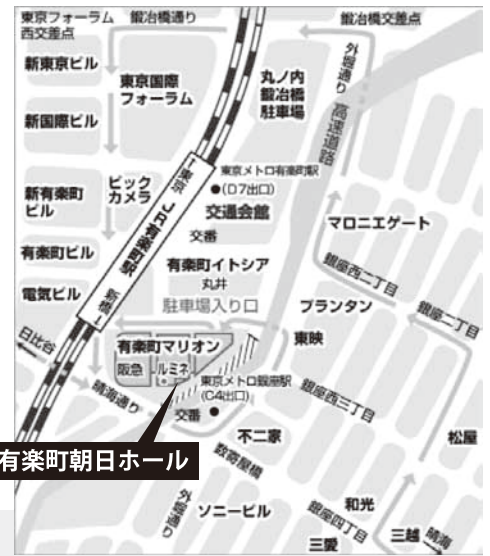 東京フォーラム
西交差点
鍛冶橋通り
鍛冶橋交差点
新東京ビル
東京国際
フォーラム
丸ノ内
鍛冶橋
駐車場
外堀通り
高速道路
新国際ビル
↑東京
JR有楽町駅
新橋↓
東京メトロ有楽町駅
(D7出口)
新有楽町
ビル
ビック
カメラ
交通会館
マロニエゲート
交番
有楽町ビル
有楽町イトシア
丸井
銀座西二丁目
電気ビル
駐車場入り口
プランタン
銀座二丁目
日比谷
有楽町マリオン
東映
阪急
ルミネ
東京メトロ銀座駅
(C4出口)
晴海通り
銀座西三丁目
交番
不二家
松屋
有楽町朝日ホール
数寄屋橋
外堀通り
ソニービル
和光
銀座四丁目
三越
晴海
三愛